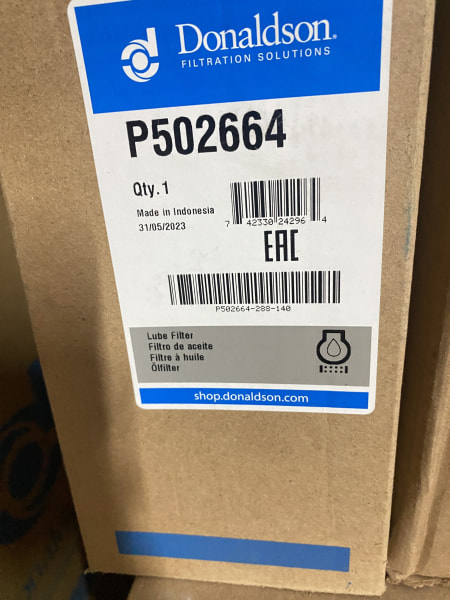 Donaldson.
FILTRATION SOLUTIONS
P502664
Qty.1
Made in Indonesia
31/05/2023
7 42330 24296 4
EAC
P502664-288-140
Lube Filter
Filtro de aceite
Filtre à huile
Ölfilter
shop.donaldson.com